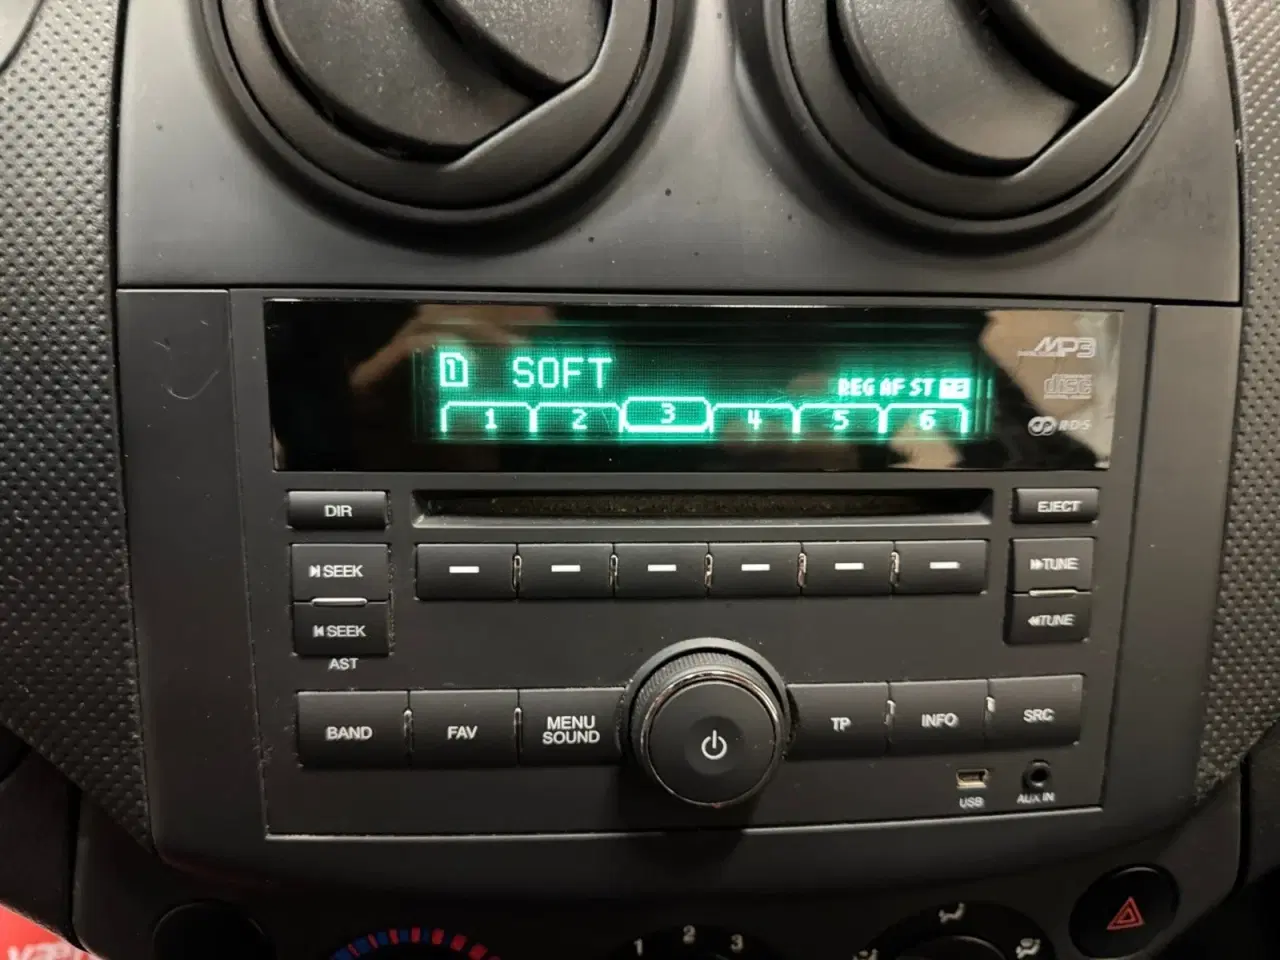 1 SOFT
REG AF ST
1 2 3 4 5 6
MP3
disc
RDS
DIR
EJECT
SEEK
TUNE
SEEK
TUNE
AST
BAND
FAV
MENU
SOUND
TP
INFO
SRC
USB
AUX IN
1 2 3